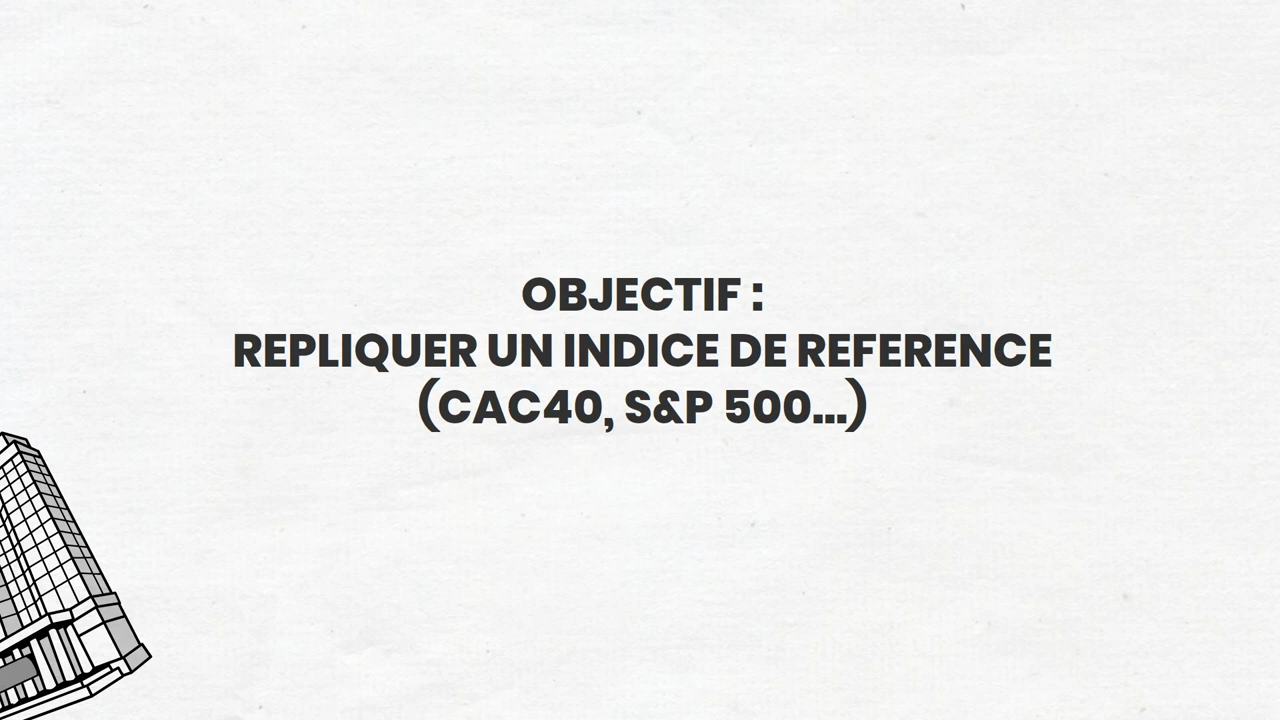 OBJECTIF :
REPLIQUER UN INDICE DE REFERENCE
(CAC40, S&P 500...)